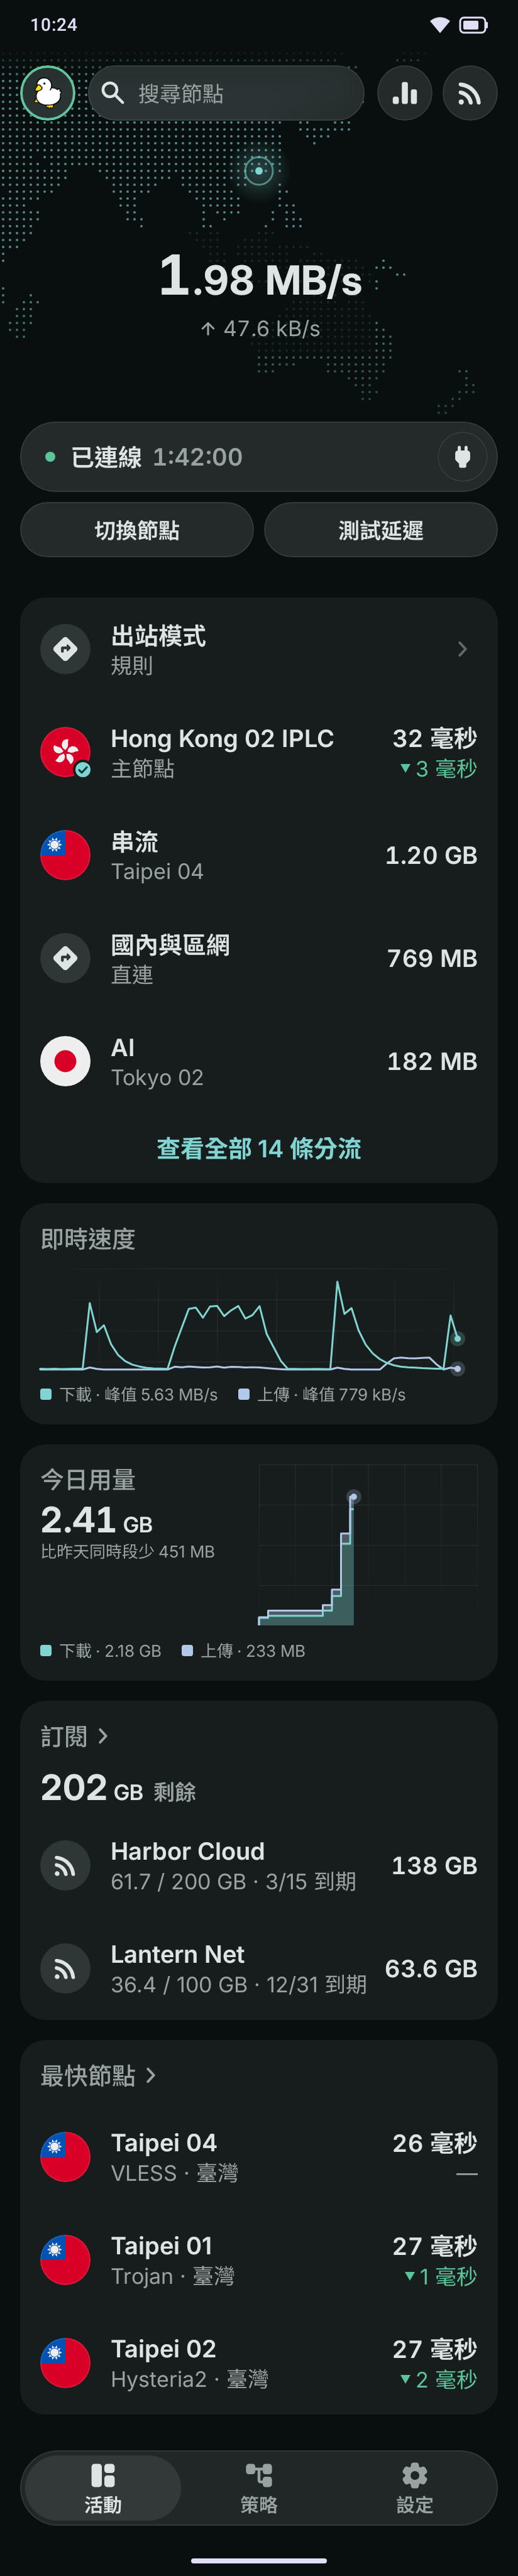 10:24
搜尋節點
1.98 MB/s
↑ 47.6 kB/s
已連線 1:42:00
切換節點
測試延遲
出站模式
規則
Hong Kong 02 IPLC
32 毫秒
主節點
▼3 毫秒
串流
1.20 GB
Taipei 04
國內與區網
769 MB
直連
AI
182 MB
Tokyo 02
查看全部 14 條分流
即時速度
下載 · 峰值 5.63 MB/s
上傳 · 峰值 779 kB/s
今日用量
2.41 GB
比昨天同時段少 451 MB
下載 · 2.18 GB
上傳 · 233 MB
訂閱
202 GB 剩餘
Harbor Cloud
138 GB
61.7 / 200 GB · 3/15 到期
Lantern Net
63.6 GB
36.4 / 100 GB · 12/31 到期
最快節點
Taipei 04
26 毫秒
VLESS · 臺灣
—
Taipei 01
27 毫秒
Trojan · 臺灣
▼1 毫秒
Taipei 02
27 毫秒
Hysteria2 · 臺灣
▼2 毫秒
活動
策略
設定